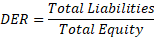 DER = Total Liabilities / Total Equity